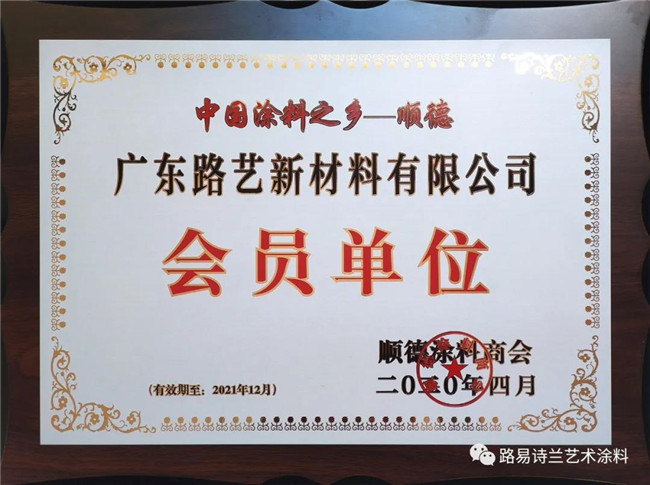 中国涂料之乡——顺德
广东路艺新材料有限公司
会员单位
顺德涂料商会
(有效期至：2021年12月)
二〇二〇年四月
路易诗兰艺术涂料